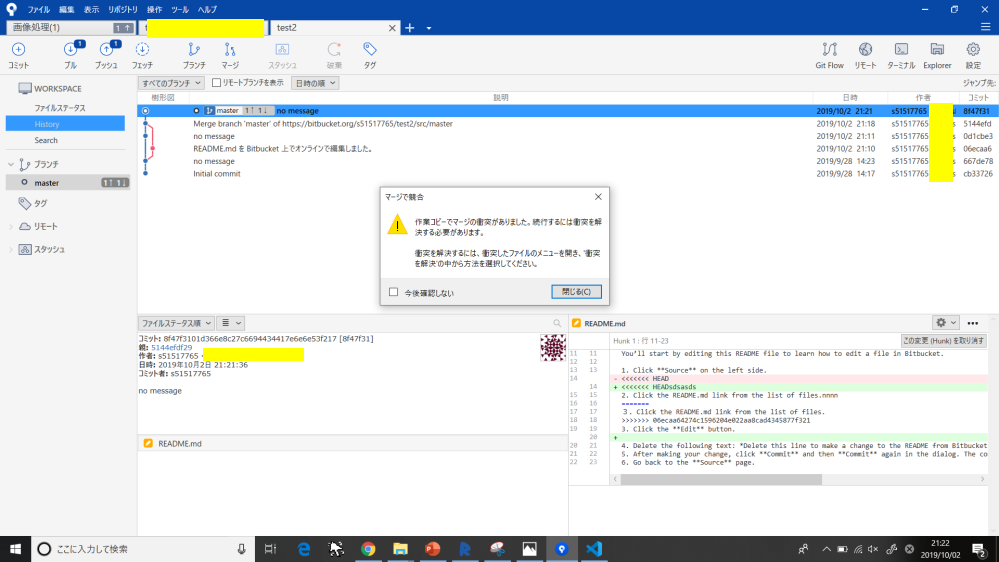 ファイル 編集 表示 リポジトリ 操作 ツール ヘルプ
画像処理(1) 1↑
test2
コミット
1 プル
1 プッシュ
フェッチ
ブランチ
マージ
スタッシュ
破棄
タグ
Git Flow
リモート
ターミナル
Explorer
設定
すべてのブランチ リモートブランチを表示 日時の順
ジャンプ先:
WORKSPACE
ファイルステータス
History
Search
ブランチ
master 1↑ 1↓
タグ
リモート
スタッシュ
樹形図 説明 日時 作者 コミット
master 1↑ 1↓ no message 2019/10/2 21:21 s51517765 s 8f47f31
Merge branch 'master' of https://bitbucket.org/s51517765/test2/src/master 2019/10/2 21:18 s51517765 s 5144efd
no message 2019/10/2 21:11 s51517765 s 0d1cbe3
README.md を Bitbucket 上でオンラインで編集しました。 2019/10/2 21:10 s51517765 s 06ecaa6
no message 2019/9/28 14:23 s51517765 s 667de78
Initial commit 2019/9/28 14:17 s51517765 s cb33726
マージで競合
作業コピーでマージの衝突がありました。続行するには衝突を解
決する必要があります。
衝突を解決するには、衝突したファイルのメニューを開き、'衝突
を解決'の中から方法を選択してください。
今後確認しない
閉じる(C)
ファイルステータス順
コミット: 8f47f3101d366e8c27c6694434417e6e6e53f217 [8f47f31]
親: 5144efdf29
作者: s51517765
日時: 2019年10月2日 21:21:36
コミット者: s51517765
no message
README.md
README.md
Hunk 1 : 行 11-23
この変更 (Hunk) を取り消す
11 11 You'll start by editing this README file to learn how to edit a file in Bitbucket.
12 12
13 13 1. Click **Source** on the left side.
14 - <<<<<<< HEAD
14 + <<<<<<< HEADsdsasds
15 15 2. Click the README.md link from the list of files.nnnn
16 16 =======
17 17 3. Click the README.md link from the list of files.
18 18 >>>>>>> 06ecaa64274c1596204e022aa8cad4345877f321
19 19 3. Click the **Edit** button.
20 +
20 21 4. Delete the following text: *Delete this line to make a change to the README from Bitbucket
21 22 5. After making your change, click **Commit** and then **Commit** again in the dialog. The co
22 23 6. Go back to the **Source** page.
ここに入力して検索
21:22
2019/10/02
2